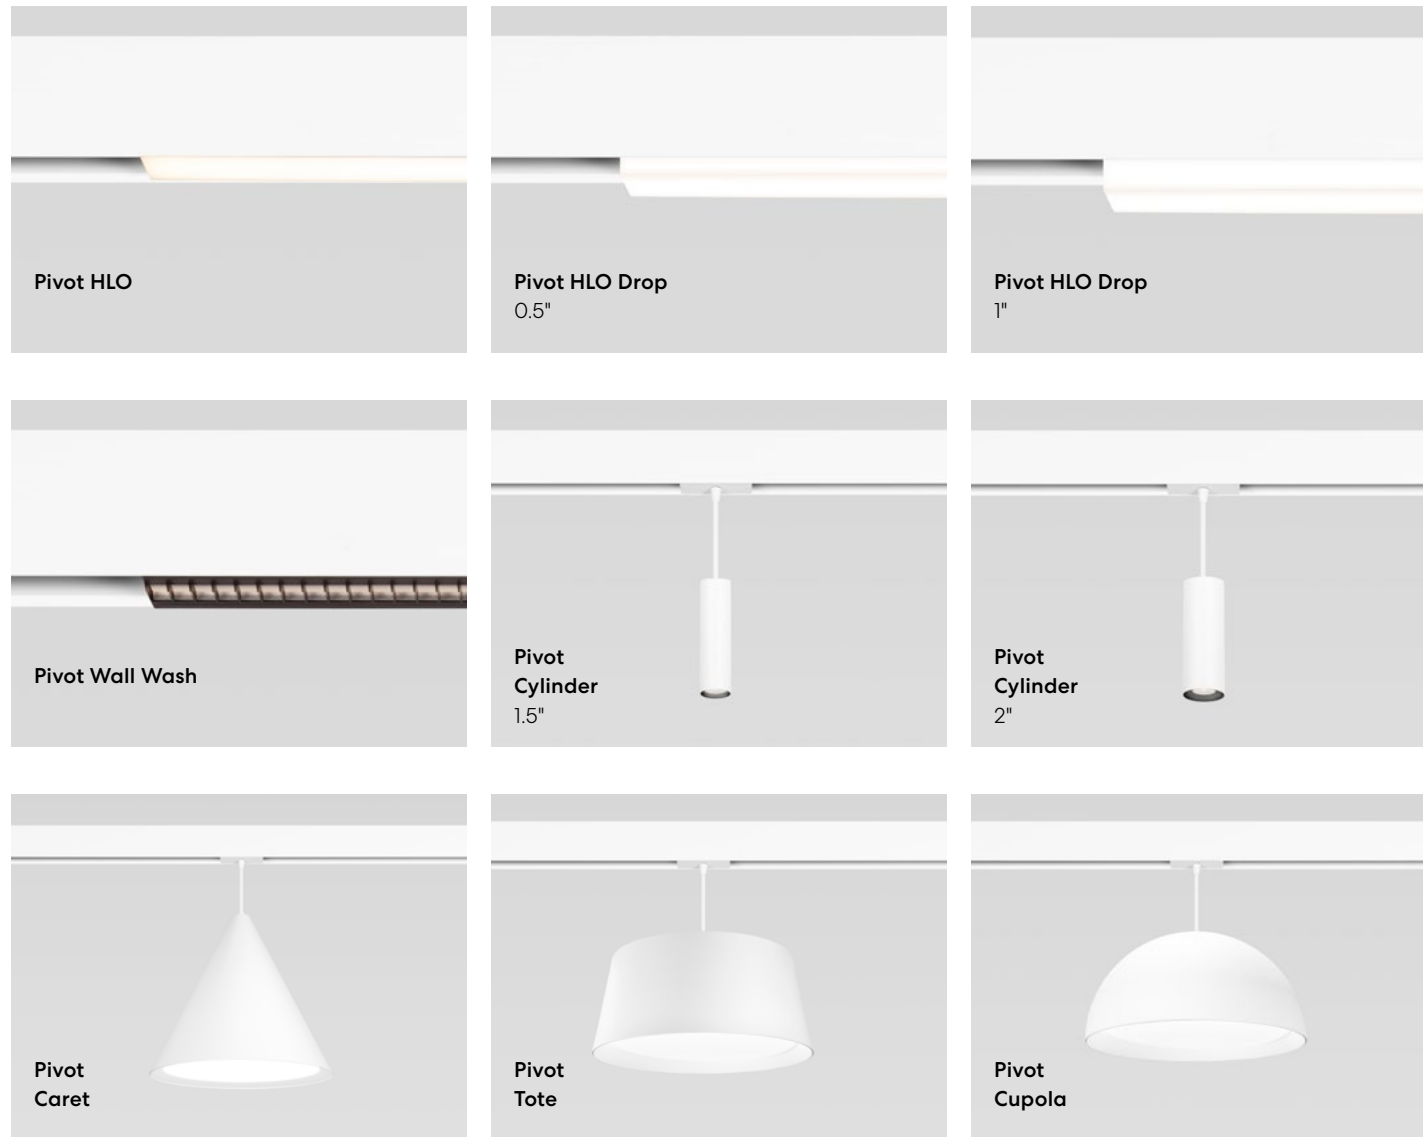 Pivot HLO
Pivot HLO Drop
0.5"
Pivot HLO Drop
1"
Pivot Wall Wash
Pivot
Cylinder
1.5"
Pivot
Cylinder
2"
Pivot
Caret
Pivot
Tote
Pivot
Cupola